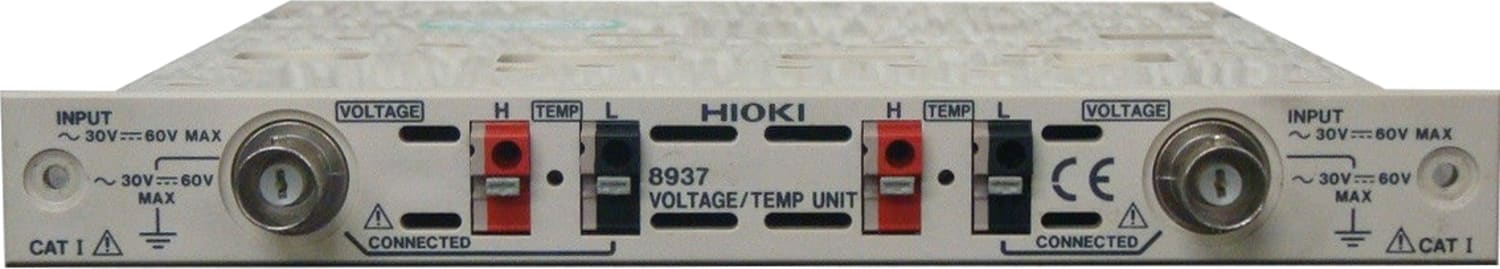 VOLTAGE H TEMP L HIOKI H TEMP L VOLTAGE
INPUT
~ 30V⎓60V MAX
~ 30V⎓60V
MAX
CAT I
CONNECTED
8937
VOLTAGE/TEMP UNIT
CE
CONNECTED
INPUT
~ 30V⎓60V MAX
~ 30V⎓60V
MAX
CAT I